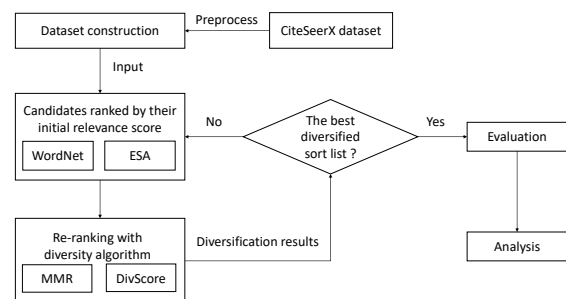 Dataset construction
Preprocess
CiteSeerX dataset
Input
Candidates ranked by their
initial relevance score
WordNet
ESA
No
The best
diversified
sort list ?
Yes
Evaluation
Re-ranking with
diversity algorithm
MMR
DivScore
Diversification results
Analysis